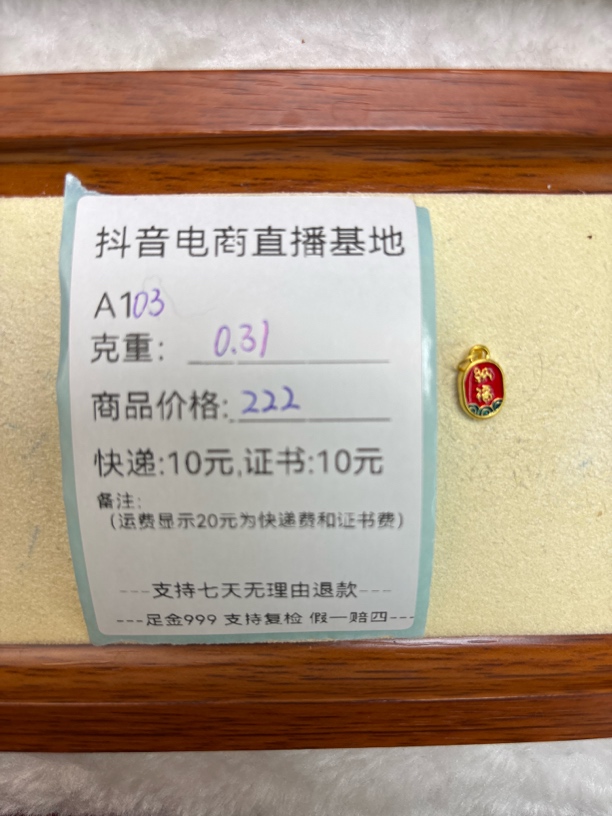 抖音电商直播基地
A103
克重: 0.31
商品价格: 222
快递:10元,证书:10元
备注:
（运费显示20元为快递费和证书费）
---支持七天无理由退款---
---足金999 支持复检 假一赔四---
纳
福